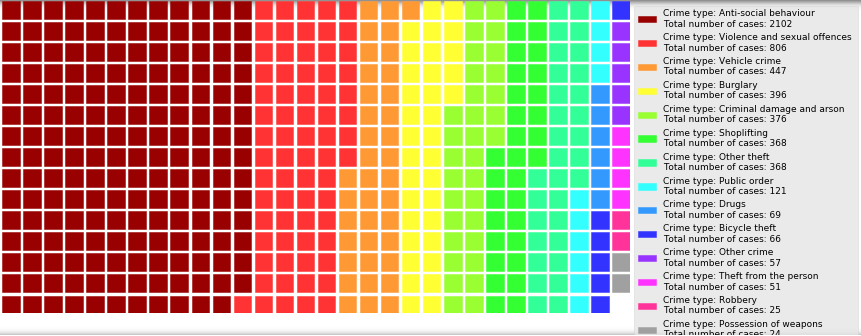 Crime type: Anti-social behaviour
Total number of cases: 2102
Crime type: Violence and sexual offences
Total number of cases: 806
Crime type: Vehicle crime
Total number of cases: 447
Crime type: Burglary
Total number of cases: 396
Crime type: Criminal damage and arson
Total number of cases: 376
Crime type: Shoplifting
Total number of cases: 368
Crime type: Other theft
Total number of cases: 368
Crime type: Public order
Total number of cases: 121
Crime type: Drugs
Total number of cases: 69
Crime type: Bicycle theft
Total number of cases: 66
Crime type: Other crime
Total number of cases: 57
Crime type: Theft from the person
Total number of cases: 51
Crime type: Robbery
Total number of cases: 25
Crime type: Possession of weapons
Total number of cases: 24